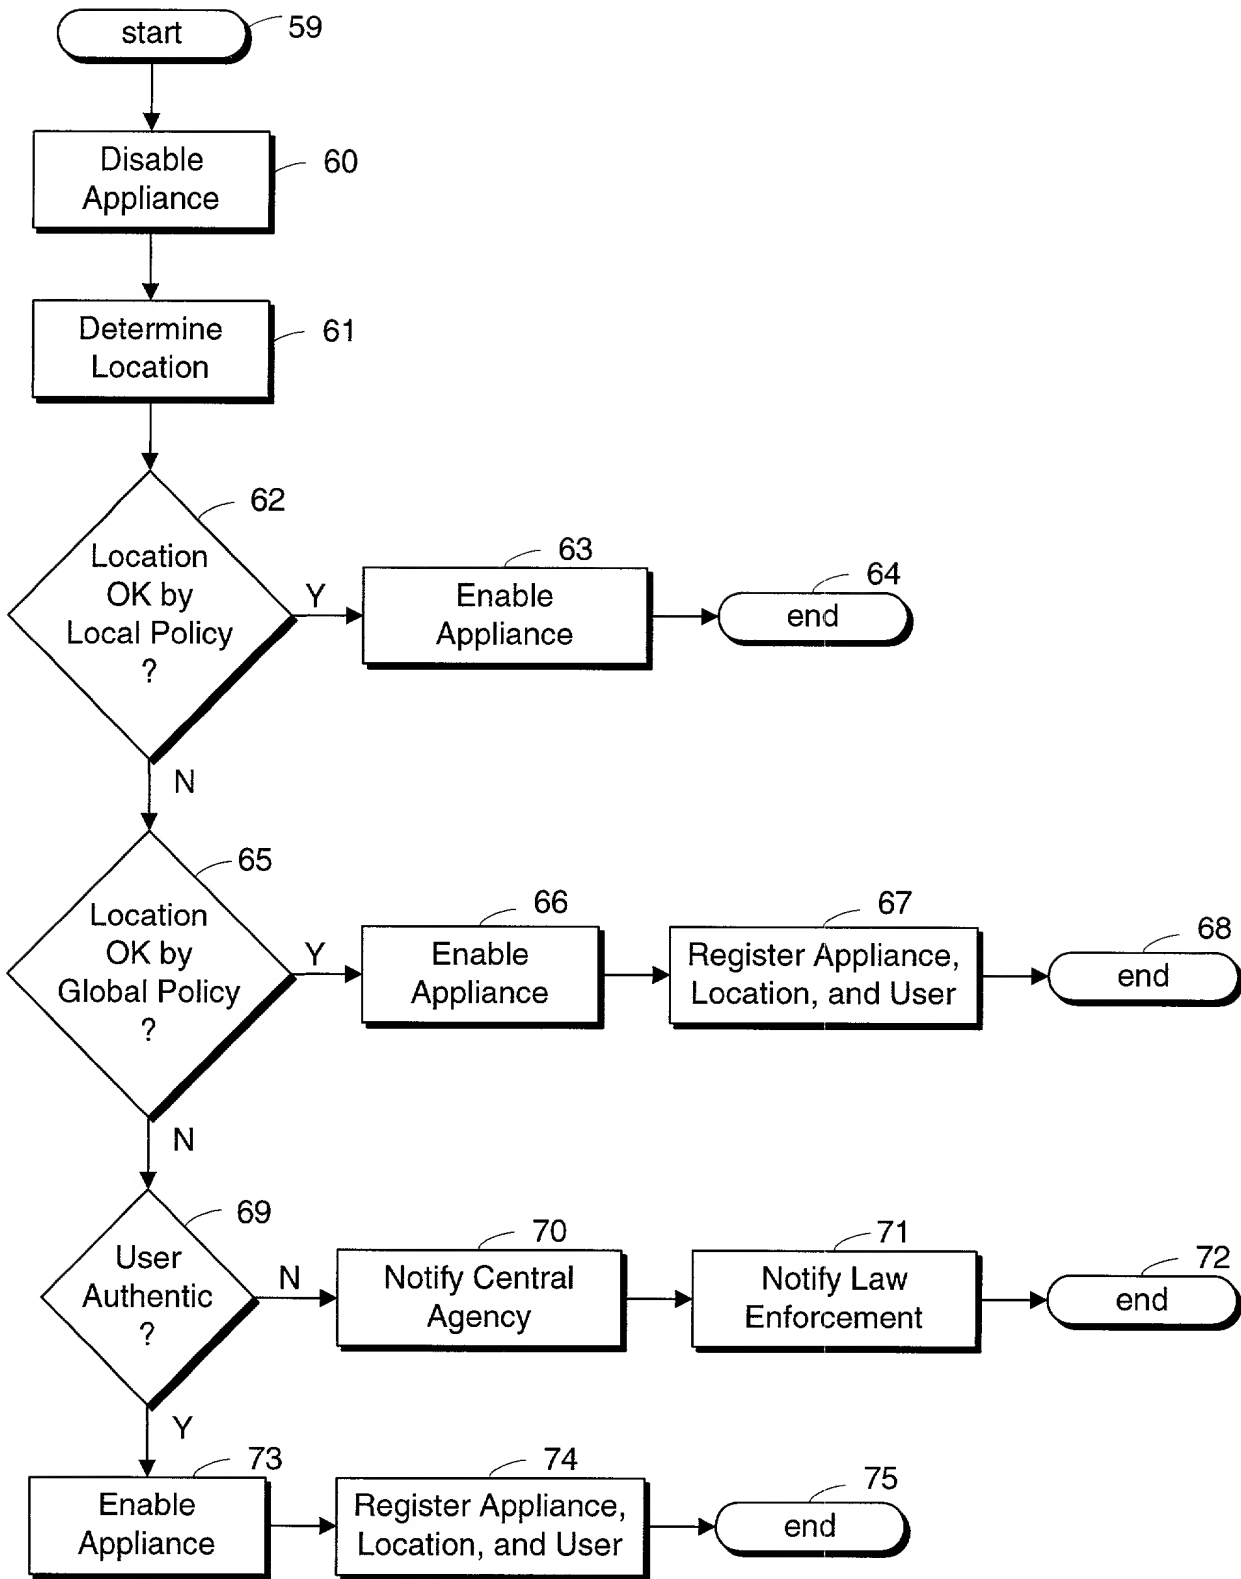 start
59
Disable
Appliance
60
Determine
Location
61
62
Location
OK by
Local Policy
?
Y
N
63
Enable
Appliance
64
end
65
Location
OK by
Global Policy
?
Y
N
66
Enable
Appliance
67
Register Appliance,
Location, and User
68
end
69
User
Authentic
?
N
Y
70
Notify Central
Agency
71
Notify Law
Enforcement
72
end
73
Enable
Appliance
74
Register Appliance,
Location, and User
75
end